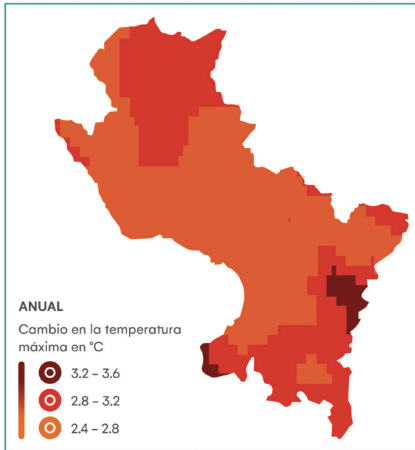 ANUAL
Cambio en la temperatura
máxima en °C
3.2 – 3.6
2.8 – 3.2
2.4 – 2.8